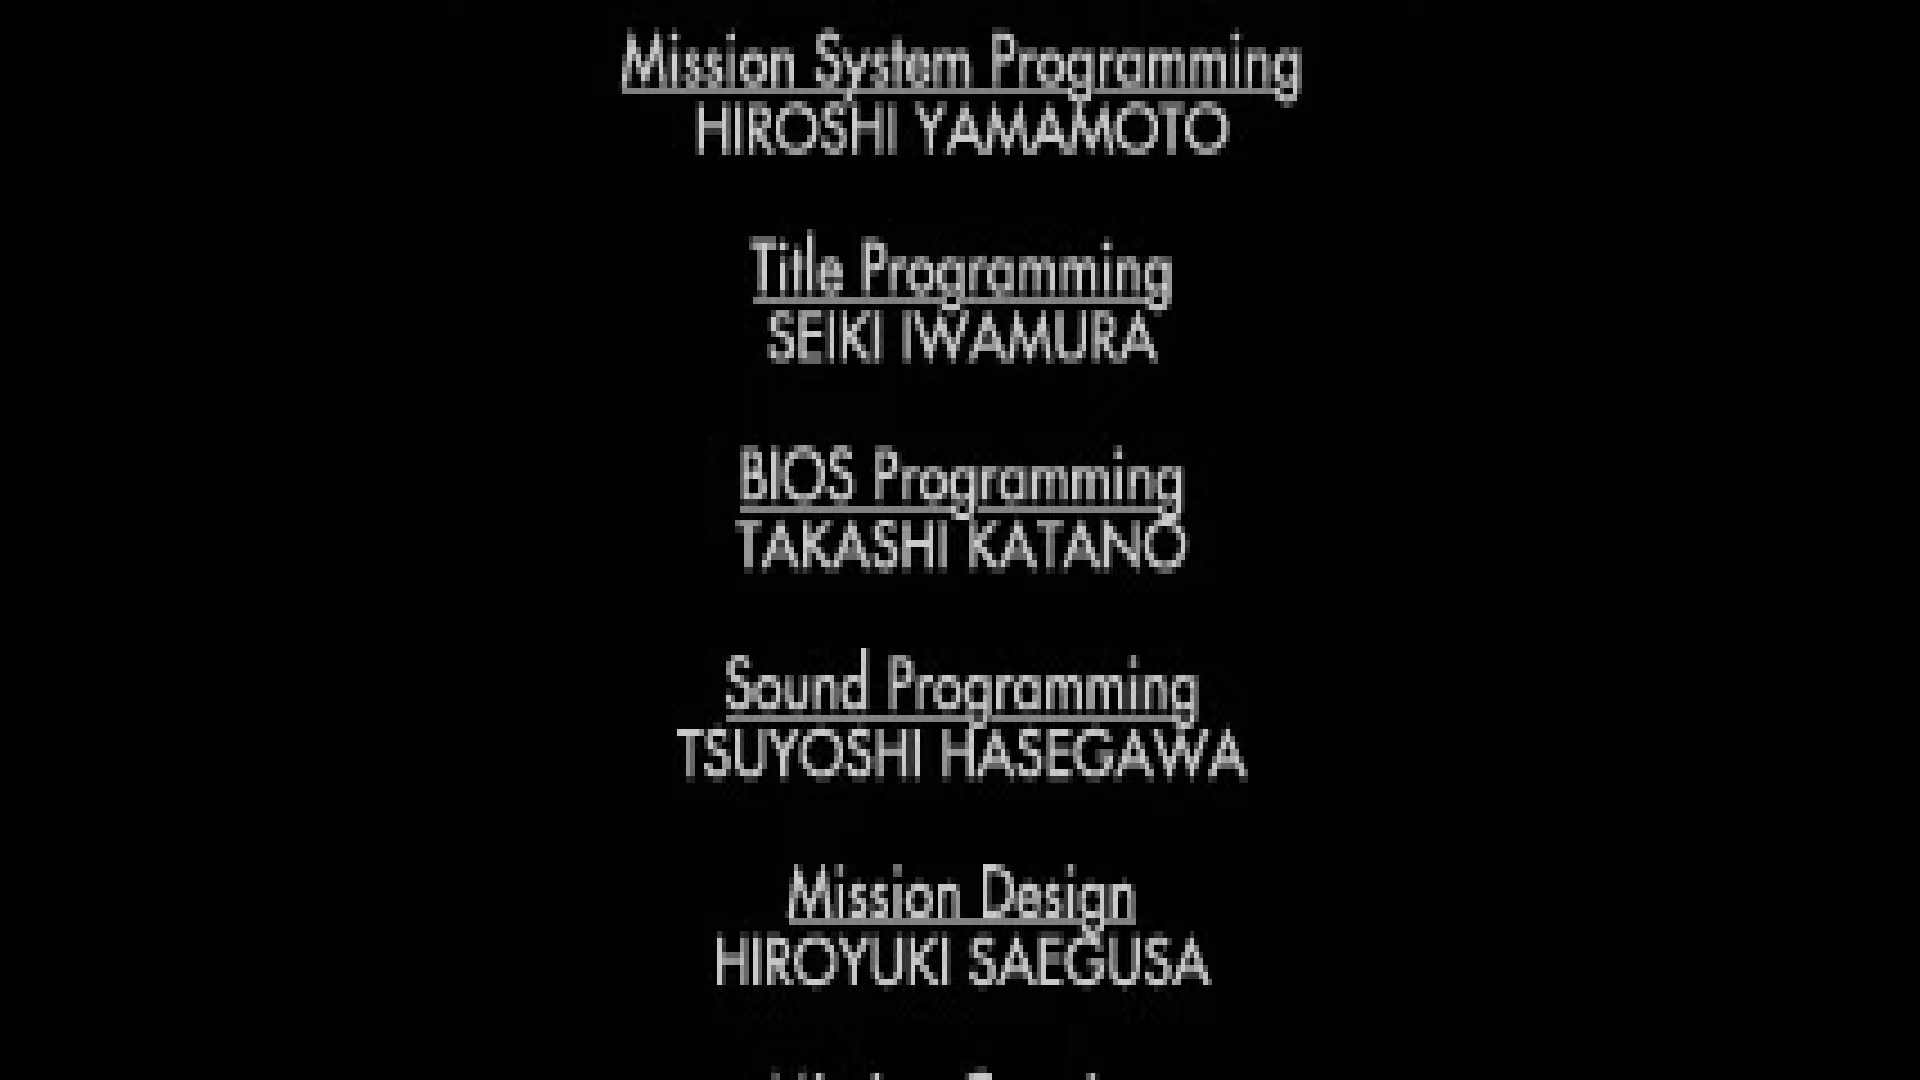 Mission System Programming
HIROSHI YAMAMOTO
Title Programming
SEIKI IWAMURA
BIOS Programming
TAKASHI KATANO
Sound Programming
TSUYOSHI HASEGAWA
Mission Design
HIROYUKI SAEGUSA